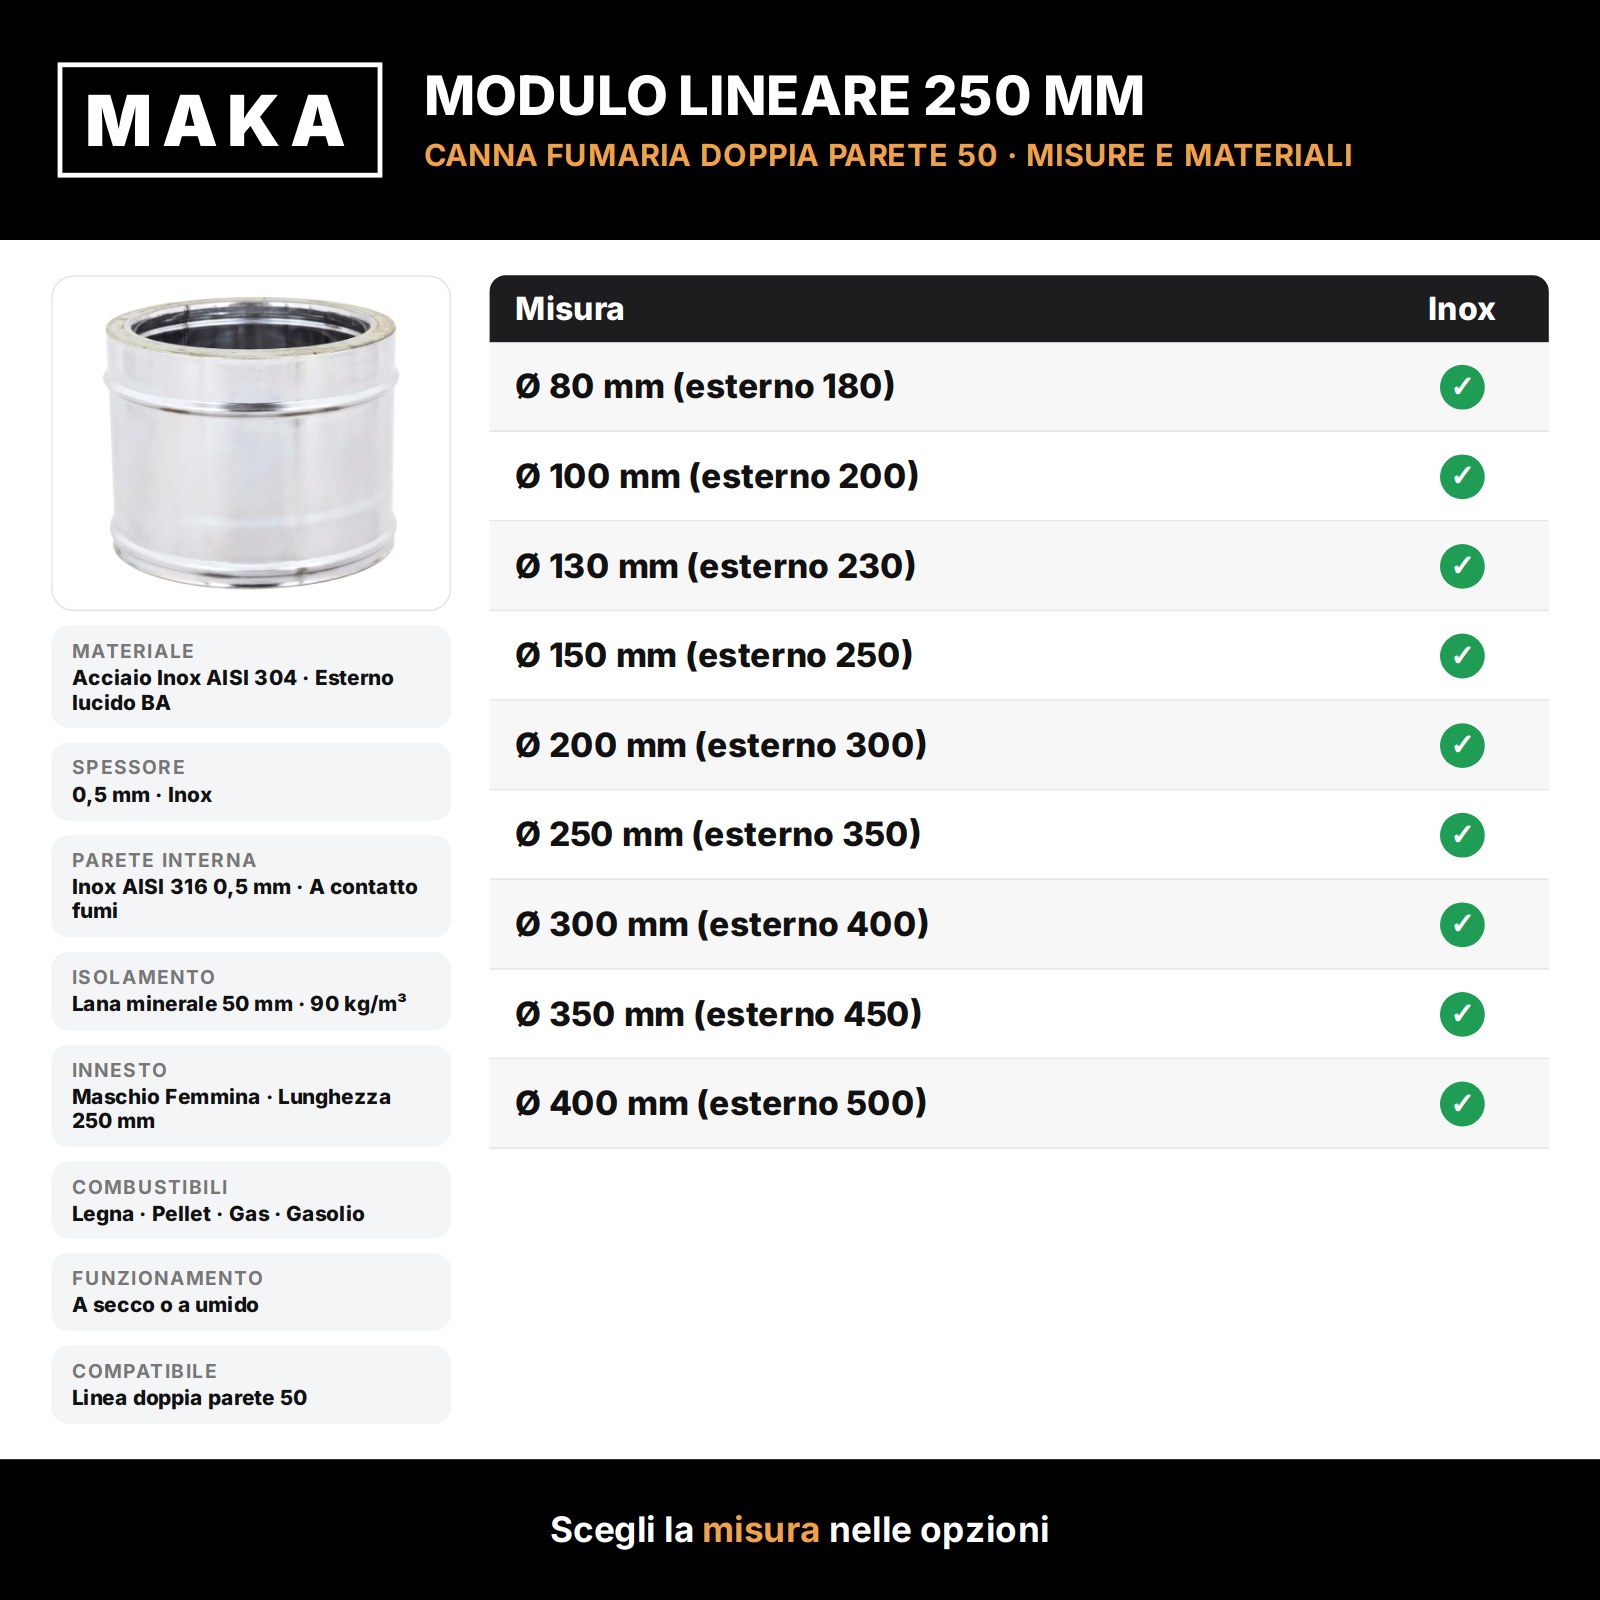 MAKA
MODULO LINEARE 250 MM
CANNA FUMARIA DOPPIA PARETE 50 · MISURE E MATERIALI
MATERIALE
Acciaio Inox AISI 304 · Esterno
lucido BA
SPESSORE
0,5 mm · Inox
PARETE INTERNA
Inox AISI 316 0,5 mm · A contatto
fumi
ISOLAMENTO
Lana minerale 50 mm · 90 kg/m³
INNESTO
Maschio Femmina · Lunghezza
250 mm
COMBUSTIBILI
Legna · Pellet · Gas · Gasolio
FUNZIONAMENTO
A secco o a umido
COMPATIBILE
Linea doppia parete 50
Misura Inox
Ø 80 mm (esterno 180) ✓
Ø 100 mm (esterno 200) ✓
Ø 130 mm (esterno 230) ✓
Ø 150 mm (esterno 250) ✓
Ø 200 mm (esterno 300) ✓
Ø 250 mm (esterno 350) ✓
Ø 300 mm (esterno 400) ✓
Ø 350 mm (esterno 450) ✓
Ø 400 mm (esterno 500) ✓
Scegli la misura nelle opzioni